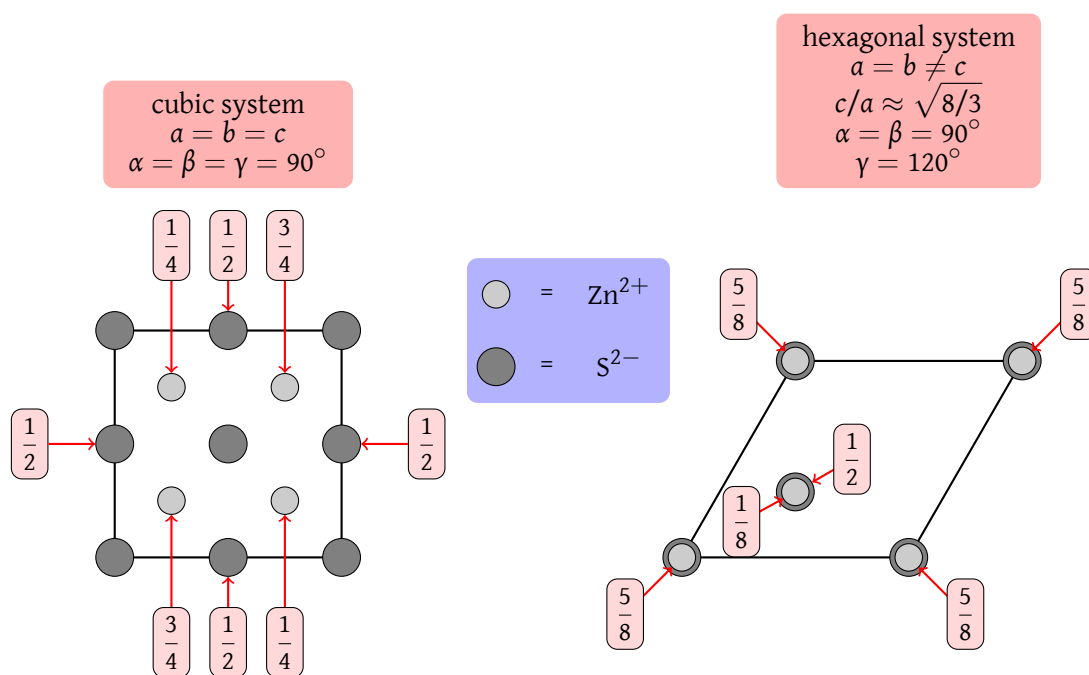 cubic system
a = b = c
α = β = γ = 90°
hexagonal system
a = b ≠ c
c/a ≈ √8/3
α = β = 90°
γ = 120°
1/4
1/2
3/4
1/2
1/2
3/4
1/2
1/4
= Zn²⁺
= S²⁻
5/8
5/8
1/2
1/8
5/8
5/8